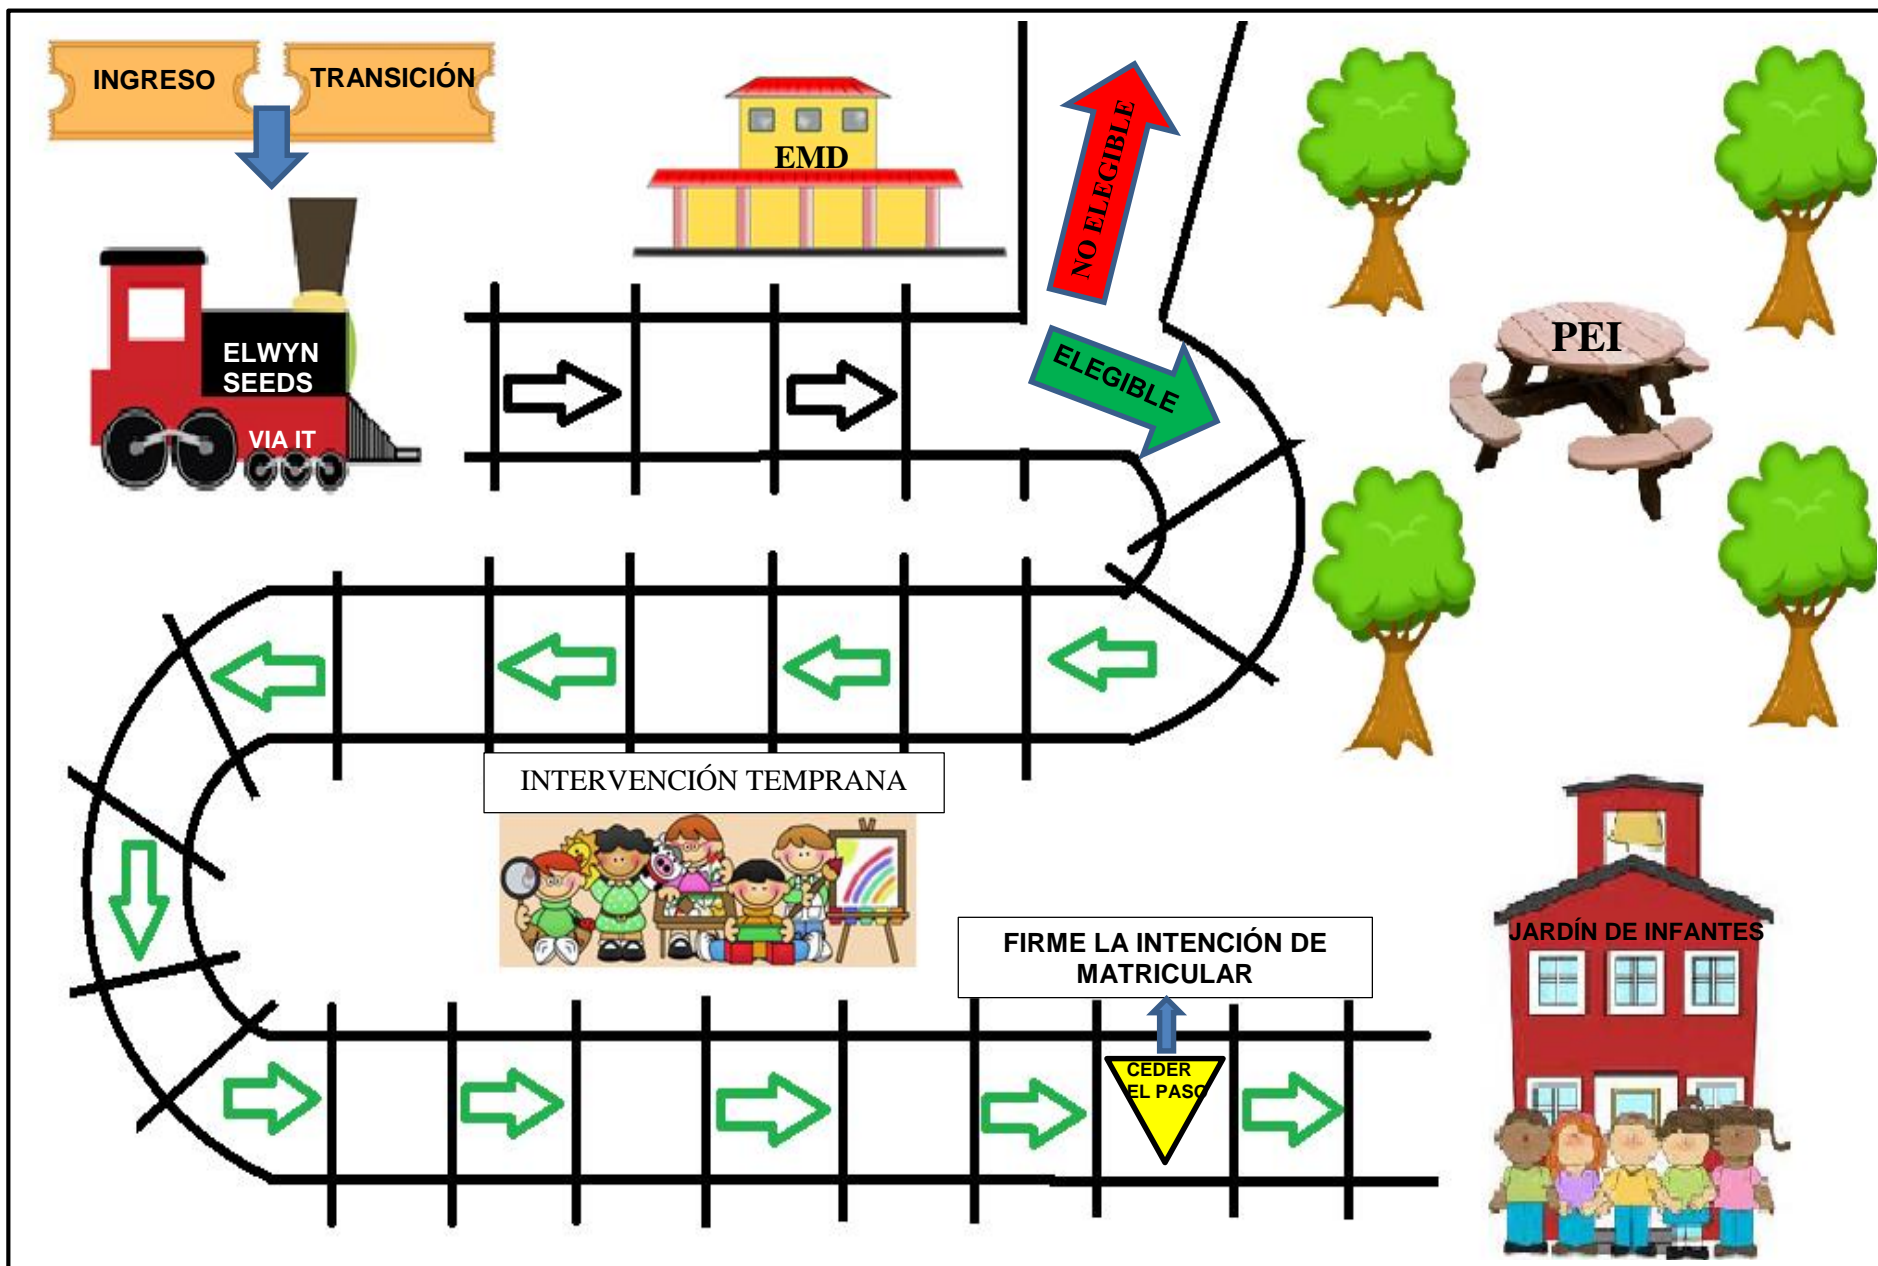 INGRESO
TRANSICIÓN
EMD
NO ELEGIBLE
ELEGIBLE
PEI
ELWYN
SEEDS
VIA IT
INTERVENCIÓN TEMPRANA
FIRME LA INTENCIÓN DE
MATRICULAR
JARDÍN DE INFANTES
CEDER
EL PASO